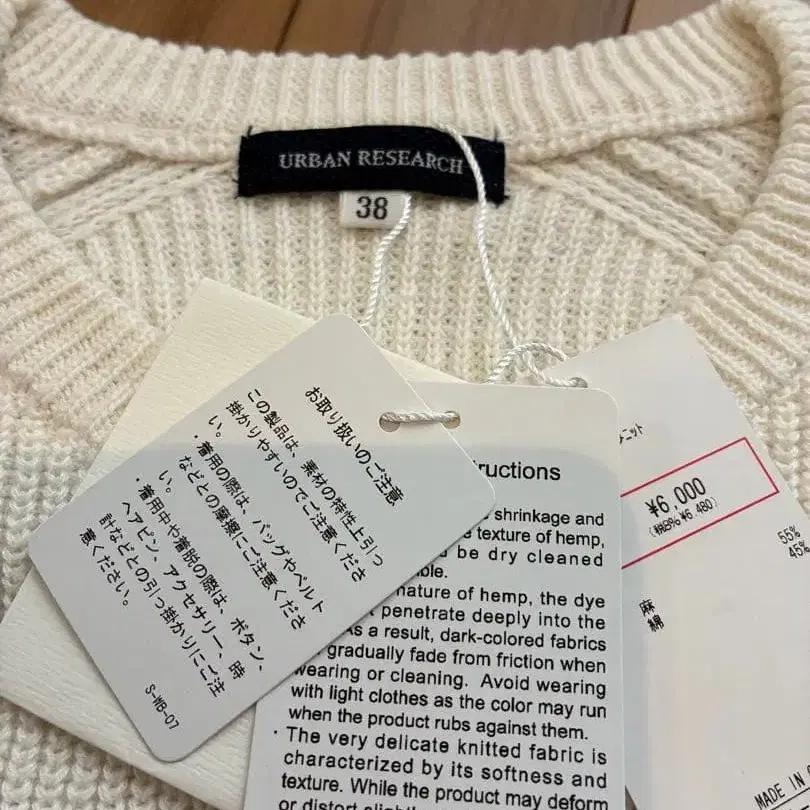 URBAN RESEARCH
38
お取り扱いのご注意
この製品は、素材の特性上引っ
掛かりやすいのでご注意くださ
い。
・着用の際は、バッグやベルト
などとの摩擦にご注意くださ
い。
・着用中や着脱の際は、ボタン、
ヘアピン、アクセサリー、時
計などとの引っ掛かりにご注
意ください。
S-WB-07
ructions
shrinkage and
texture of hemp,
be dry cleaned
ble.
nature of hemp, the dye
penetrate deeply into the
As a result, dark-colored fabrics
gradually fade from friction when
wearing or cleaning. Avoid wearing
with light clothes as the color may run
when the product rubs against them.
・The very delicate knitted fabric is
characterized by its softness and
texture. While the product may deform
or distort
ニット
¥6,000
(税8%¥6,480)
麻 55%
綿 45%
MADE IN